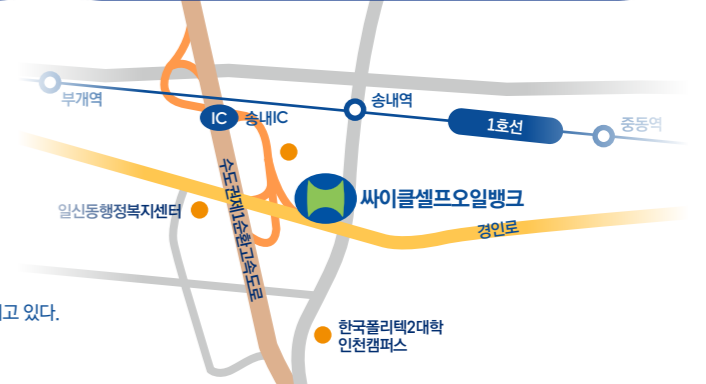 부개역
송내역
IC
송내IC
1호선
중동역
싸이클셀프오일뱅크
일신동행정복지센터
수도권제1순환고속도로
경인로
고 있다.
한국폴리텍2대학
인천캠퍼스